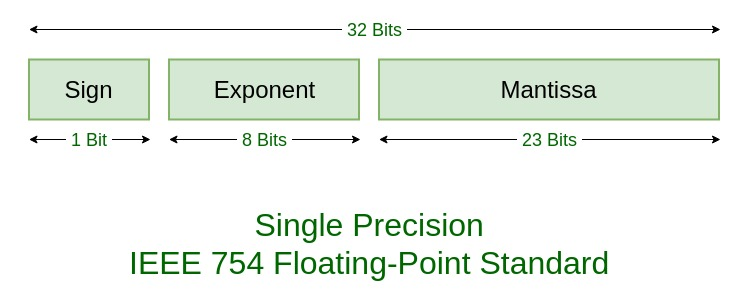 32 Bits
Sign Exponent Mantissa
1 Bit 8 Bits 23 Bits
Single Precision
IEEE 754 Floating-Point Standard